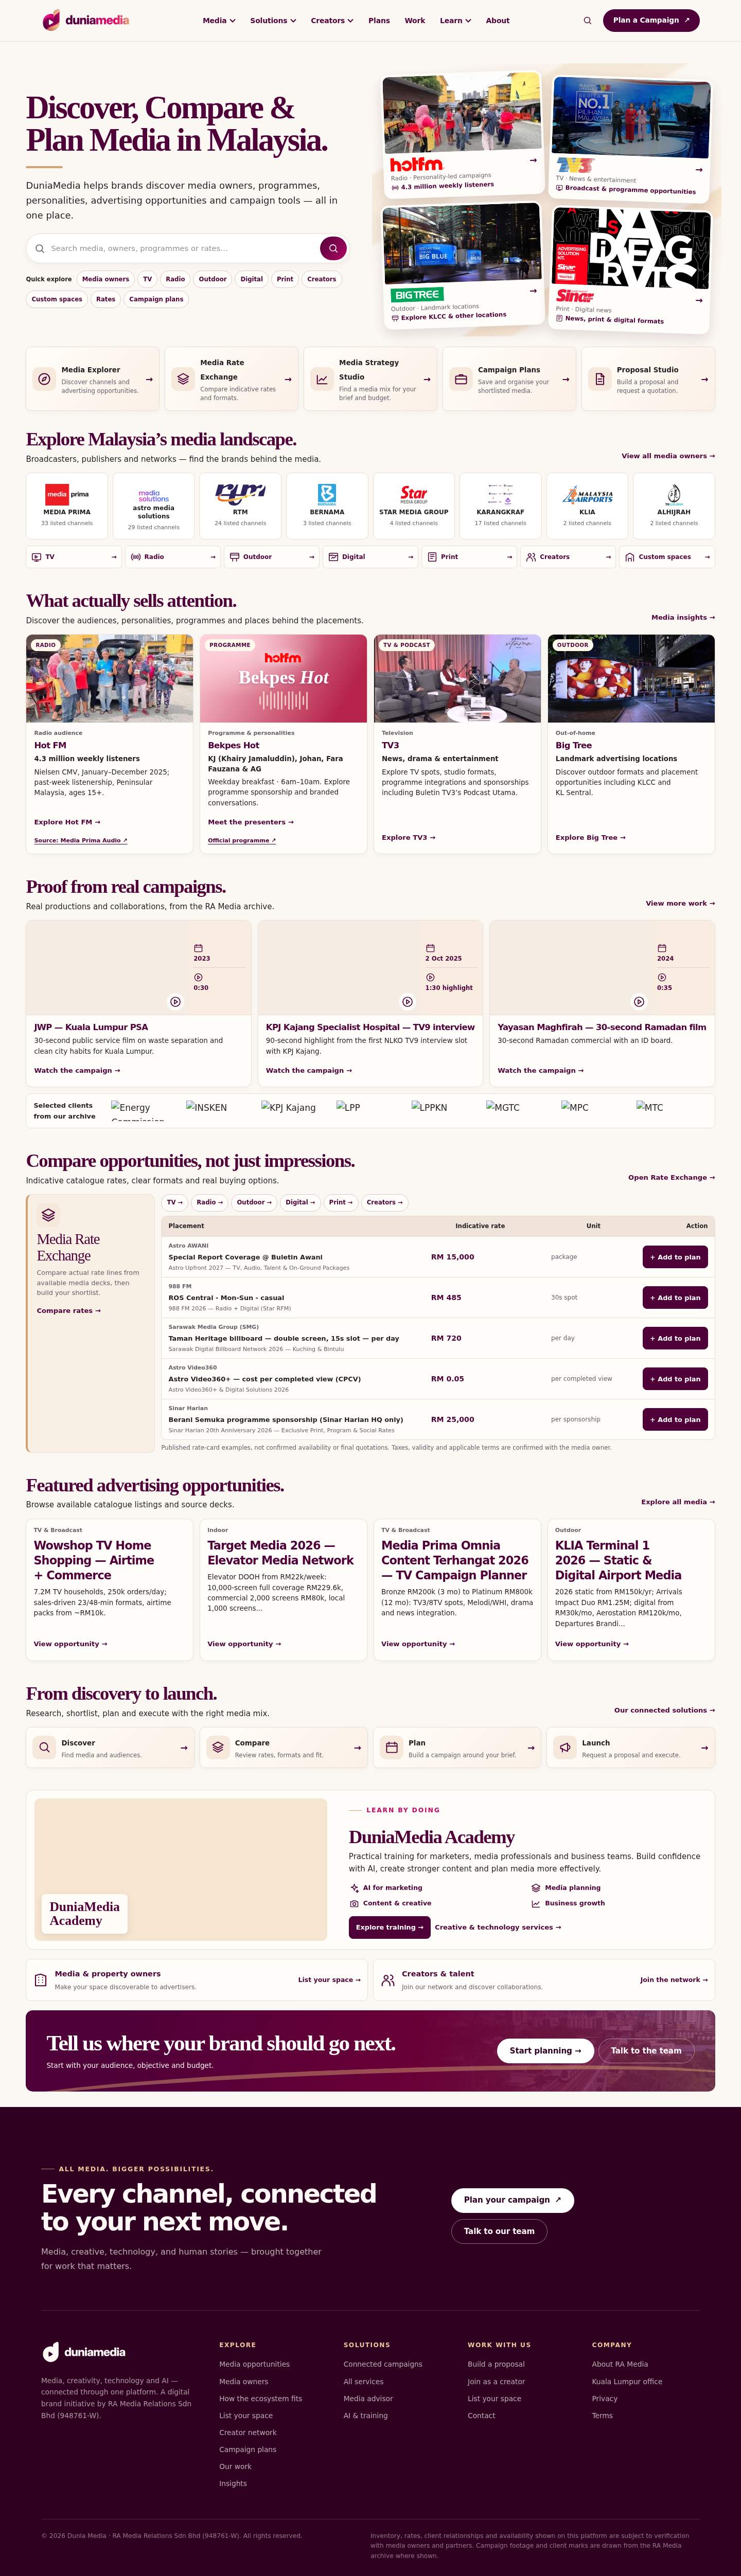 duniamedia
Media
Solutions
Creators
Plans
Work
Learn
About
Plan a Campaign ↗
Discover, Compare &
Plan Media in Malaysia.
DuniaMedia helps brands discover media owners, programmes,
personalities, advertising opportunities and campaign tools — all in
one place.
Search media, owners, programmes or rates...
Quick explore
Media owners
TV
Radio
Outdoor
Digital
Print
Creators
Custom spaces
Rates
Campaign plans
hotfm
→
Radio · Personality-led campaigns
4.3 million weekly listeners
NO.1
PILIHAN
MALAYSIA
TV3
→
TV · News & entertainment
Broadcast & programme opportunities
BIG BLUE
BIGTREE
→
Outdoor · Landmark locations
Explore KLCC & other locations
ADVERTISING
SOLUTION
KIT
Sinar
Sinar
→
Print · Digital news
News, print & digital formats
Media Explorer
Discover channels and
advertising opportunities.
→
Media Rate
Exchange
Compare indicative rates
and formats.
→
Media Strategy
Studio
Find a media mix for your
brief and budget.
→
Campaign Plans
Save and organise your
shortlisted media.
→
Proposal Studio
Build a proposal and
request a quotation.
→
Explore Malaysia’s media landscape.
Broadcasters, publishers and networks — find the brands behind the media.
View all media owners →
media prima
MEDIA PRIMA
33 listed channels
media
solutions
astro media
solutions
29 listed channels
rtm
RTM
24 listed channels
BERNAMA
BERNAMA
3 listed channels
Star
MEDIA GROUP
STAR MEDIA GROUP
4 listed channels
KARANGKRAF
17 listed channels
MALAYSIA
AIRPORTS
KLIA
2 listed channels
ALHIJRAH
2 listed channels
TV →
Radio →
Outdoor →
Digital →
Print →
Creators →
Custom spaces →
What actually sells attention.
Discover the audiences, personalities, programmes and places behind the placements.
Media insights →
RADIO
Radio audience
Hot FM
4.3 million weekly listeners
Nielsen CMV, January–December 2025;
past-week listenership, Peninsular
Malaysia, ages 15+.
Explore Hot FM →
Source: Media Prima Audio ↗
PROGRAMME
hotfm
Bekpes Hot
Programme & personalities
Bekpes Hot
KJ (Khairy Jamaluddin), Johan, Fara
Fauzana & AG
Weekday breakfast · 6am–10am. Explore
programme sponsorship and branded
conversations.
Meet the presenters →
Official programme ↗
TV & PODCAST
Television
TV3
News, drama & entertainment
Explore TV spots, studio formats,
programme integrations and sponsorships
including Buletin TV3’s Podcast Utama.
Explore TV3 →
OUTDOOR
Out-of-home
Big Tree
Landmark advertising locations
Discover outdoor formats and placement
opportunities including KLCC and
KL Sentral.
Explore Big Tree →
Proof from real campaigns.
Real productions and collaborations, from the RA Media archive.
View more work →
2023
0:30
JWP — Kuala Lumpur PSA
30-second public service film on waste separation and
clean city habits for Kuala Lumpur.
Watch the campaign →
2 Oct 2025
1:30 highlight
KPJ Kajang Specialist Hospital — TV9 interview
90-second highlight from the first NLKO TV9 interview slot
with KPJ Kajang.
Watch the campaign →
2024
0:35
Yayasan Maghfirah — 30-second Ramadan film
30-second Ramadan commercial with an ID board.
Watch the campaign →
Selected clients
from our archive
Energy
INSKEN
KPJ Kajang
LPP
LPPKN
MGTC
MPC
MTC
Compare opportunities, not just impressions.
Indicative catalogue rates, clear formats and real buying options.
Open Rate Exchange →
Media Rate
Exchange
Compare actual rate lines from
available media decks, then
build your shortlist.
Compare rates →
TV →
Radio →
Outdoor →
Digital →
Print →
Creators →
Placement
Indicative rate
Unit
Action
Astro AWANI
Special Report Coverage @ Buletin Awani
Astro Upfront 2027 — TV, Audio, Talent & On-Ground Packages
RM 15,000
package
+ Add to plan
988 FM
ROS Central - Mon-Sun - casual
988 FM 2026 — Radio + Digital (Star RFM)
RM 485
30s spot
+ Add to plan
Sarawak Media Group (SMG)
Taman Heritage billboard — double screen, 15s slot — per day
Sarawak Digital Billboard Network 2026 — Kuching & Bintulu
RM 720
per day
+ Add to plan
Astro Video360
Astro Video360+ — cost per completed view (CPCV)
Astro Video360+ & Digital Solutions 2026
RM 0.05
per completed view
+ Add to plan
Sinar Harian
Berani Semuka programme sponsorship (Sinar Harian HQ only)
Sinar Harian 20th Anniversary 2026 — Exclusive Print, Program & Social Rates
RM 25,000
per sponsorship
+ Add to plan
Published rate-card examples, not confirmed availability or final quotations. Taxes, validity and applicable terms are confirmed with the media owner.
Featured advertising opportunities.
Browse available catalogue listings and source decks.
Explore all media →
TV & Broadcast
Wowshop TV Home
Shopping — Airtime
+ Commerce
7.2M TV households, 250k orders/day;
sales-driven 23/48-min formats, airtime
packs from ~RM10k.
View opportunity →
Indoor
Target Media 2026 —
Elevator Media Network
Elevator DOOH from RM22k/week:
10,000-screen full coverage RM229.6k,
commercial 2,000 screens RM80k, local
1,000 screens...
View opportunity →
TV & Broadcast
Media Prima Omnia
Content Terhangat 2026
— TV Campaign Planner
Bronze RM200k (3 mo) to Platinum RM800k
(12 mo): TV3/8TV spots, Melodi/WHI, drama
and news integration.
View opportunity →
Outdoor
KLIA Terminal 1
2026 — Static &
Digital Airport Media
2026 static from RM150k/yr; Arrivals
Impact Duo RM1.25M; digital from
RM30k/mo, Aerostation RM120k/mo,
Departures Brandi...
View opportunity →
From discovery to launch.
Research, shortlist, plan and execute with the right media mix.
Our connected solutions →
Discover
Find media and audiences.
→
Compare
Review rates, formats and fit.
→
Plan
Build a campaign around your brief.
→
Launch
Request a proposal and execute.
→
DuniaMedia
Academy
LEARN BY DOING
DuniaMedia Academy
Practical training for marketers, media professionals and business teams. Build confidence
with AI, create stronger content and plan media more effectively.
AI for marketing
Media planning
Content & creative
Business growth
Explore training →
Creative & technology services →
Media & property owners
Make your space discoverable to advertisers.
List your space →
Creators & talent
Join our network and discover collaborations.
Join the network →
Tell us where your brand should go next.
Start with your audience, objective and budget.
Start planning →
Talk to the team
ALL MEDIA. BIGGER POSSIBILITIES.
Every channel, connected
to your next move.
Media, creative, technology, and human stories — brought together
for work that matters.
Plan your campaign ↗
Talk to our team
duniamedia
Media, creativity, technology and AI —
connected through one platform. A digital
brand initiative by RA Media Relations Sdn
Bhd (948761-W).
EXPLORE
Media opportunities
Media owners
How the ecosystem fits
List your space
Creator network
Campaign plans
Our work
Insights
SOLUTIONS
Connected campaigns
All services
Media advisor
AI & training
WORK WITH US
Build a proposal
Join as a creator
List your space
Contact
COMPANY
About RA Media
Kuala Lumpur office
Privacy
Terms
© 2026 Dunia Media · RA Media Relations Sdn Bhd (948761-W). All rights reserved.
Inventory, rates, client relationships and availability shown on this platform are subject to verification
with media owners and partners. Campaign footage and client marks are drawn from the RA Media
archive where shown.